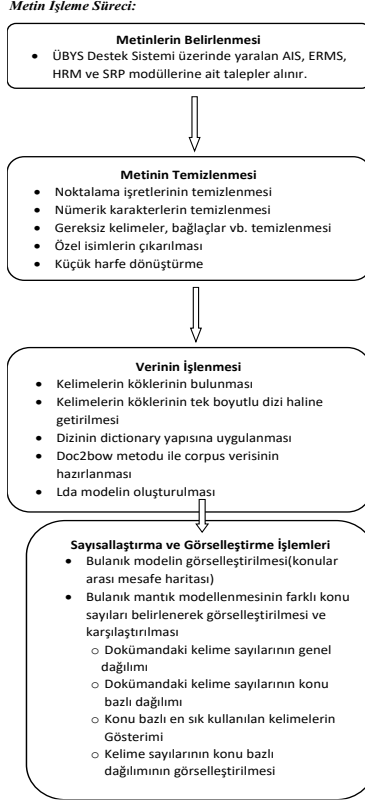 Metin İşleme Süreci:
Metinlerin Belirlenmesi
• ÜBYS Destek Sistemi üzerinde yaralan AIS, ERMS,
HRM ve SRP modüllerine ait talepler alınır.
Metinin Temizlenmesi
• Noktalama işretlerinin temizlenmesi
• Nümerik karakterlerin temizlenmesi
• Gereksiz kelimeler, bağlaçlar vb. temizlenmesi
• Özel isimlerin çıkarılması
• Küçük harfe dönüştürme
Verinin İşlenmesi
• Kelimelerin köklerinin bulunması
• Kelimelerin köklerinin tek boyutlu dizi haline
getirilmesi
• Dizinin dictionary yapısına uygulanması
• Doc2bow metodu ile corpus verisinin
hazırlanması
• Lda modelin oluşturulması
Sayısallaştırma ve Görselleştirme İşlemleri
• Bulanık modelin görselleştirilmesi(konular
arası mesafe haritası)
• Bulanık mantık modellenmesinin farklı konu
sayıları belirlenerek görselleştirilmesi ve
karşılaştırılması
○ Dokümandaki kelime sayılarının genel
dağılımı
○ Dokümandaki kelime sayılarının konu
bazlı dağılımı
○ Konu bazlı en sık kullanılan kelimelerin
Gösterimi
○ Kelime sayılarının konu bazlı
dağılımının görselleştirilmesi